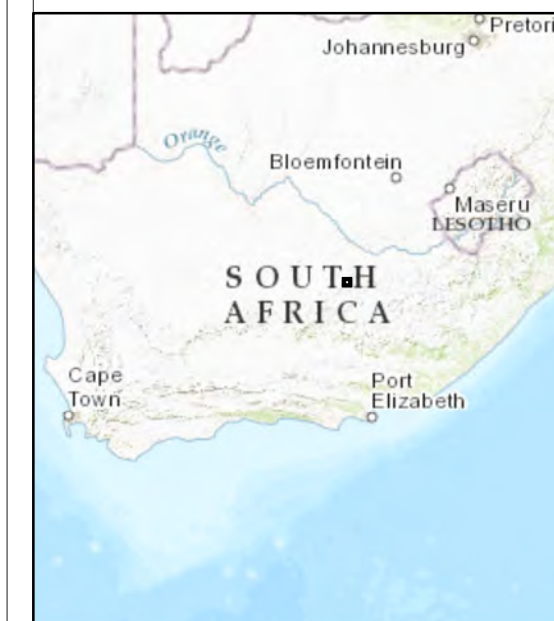 Pretori
Johannesburg
Orange
Bloemfontein
Maseru
LESOTHO
SOUTH
AFRICA
Cape
Town
Port
Elizabeth